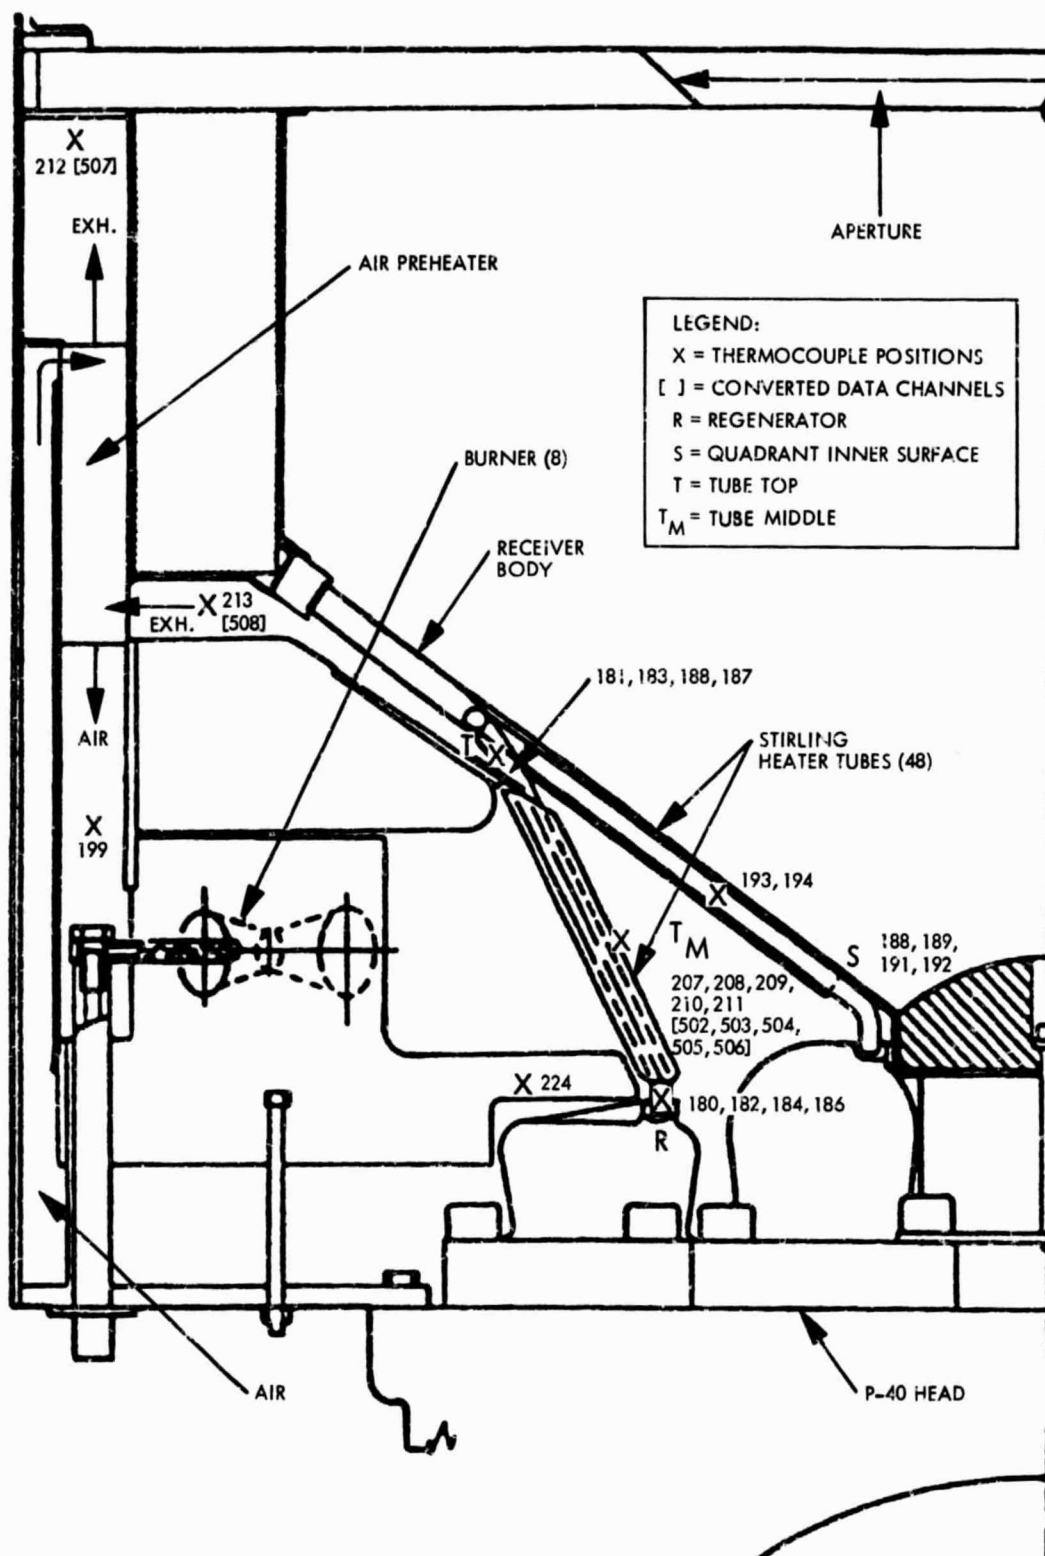 X
212 [507]
EXH.
APERTURE
AIR PREHEATER
LEGEND:
X = THERMOCOUPLE POSITIONS
[ ] = CONVERTED DATA CHANNELS
R = REGENERATOR
S = QUADRANT INNER SURFACE
T = TUBE TOP
TM = TUBE MIDDLE
BURNER (8)
RECEIVER
BODY
X 213
EXH. [508]
181, 183, 188, 187
AIR
STIRLING
HEATER TUBES (48)
T X
X
199
X 193, 194
X
TM
S
188, 189,
191, 192
207, 208, 209,
210, 211
[502, 503, 504,
505, 506]
X 224
X 180, 182, 184, 186
R
AIR
P-40 HEAD